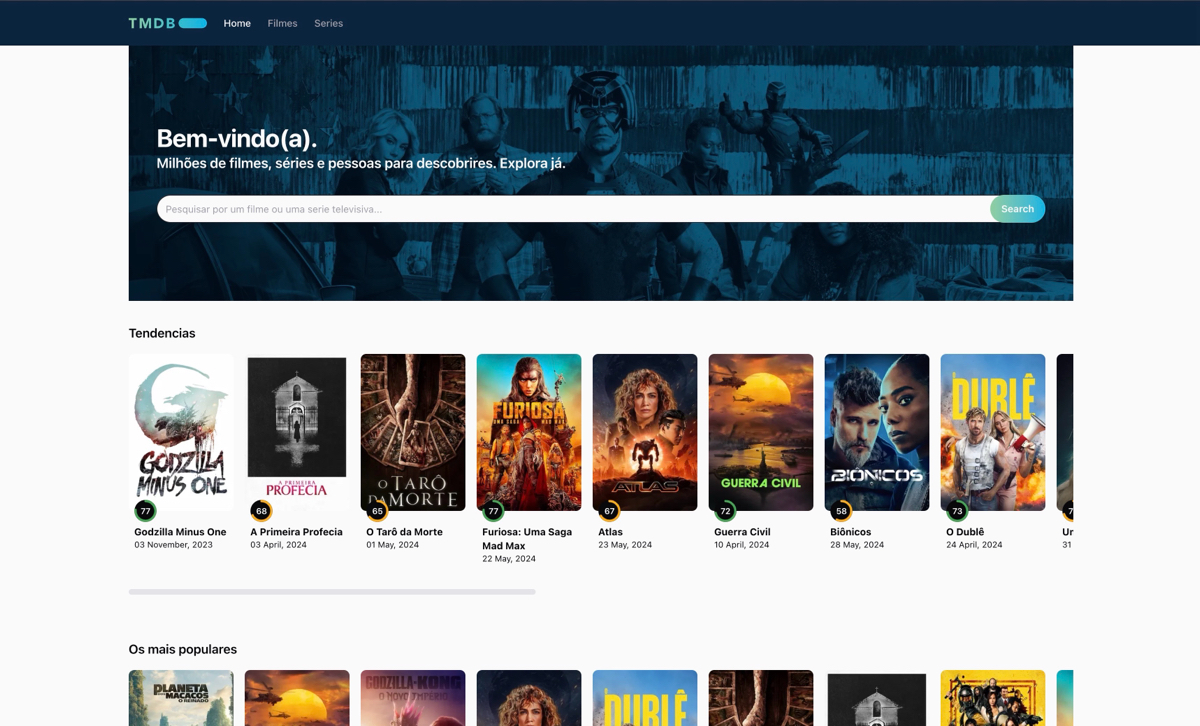 TMDB Home Filmes Series
Bem-vindo(a).
Milhões de filmes, séries e pessoas para descobrires. Explora já.
Pesquisar por um filme ou uma serie televisiva... Search
Tendencias
GODZILLA
MINUS ONE
A PRIMEIRA
PROFECIA
O TARÔ
DA MORTE
FURIOSA
UMA SAGA MAD MAX
ATLAS
GUERRA CIVIL
BIÔNICOS
O DUBLÊ
77 68 65 77 67 72 58 73 7
Godzilla Minus One
03 November, 2023
A Primeira Profecia
03 April, 2024
O Tarô da Morte
01 May, 2024
Furiosa: Uma Saga
Mad Max
22 May, 2024
Atlas
23 May, 2024
Guerra Civil
10 April, 2024
Biônicos
28 May, 2024
O Dublê
24 April, 2024
Ur
31
Os mais populares
PLANETA
DOS MACACOS
O REINADO
GODZILLA-KONG
O NOVO IMPÉRIO
O DUBLÊ